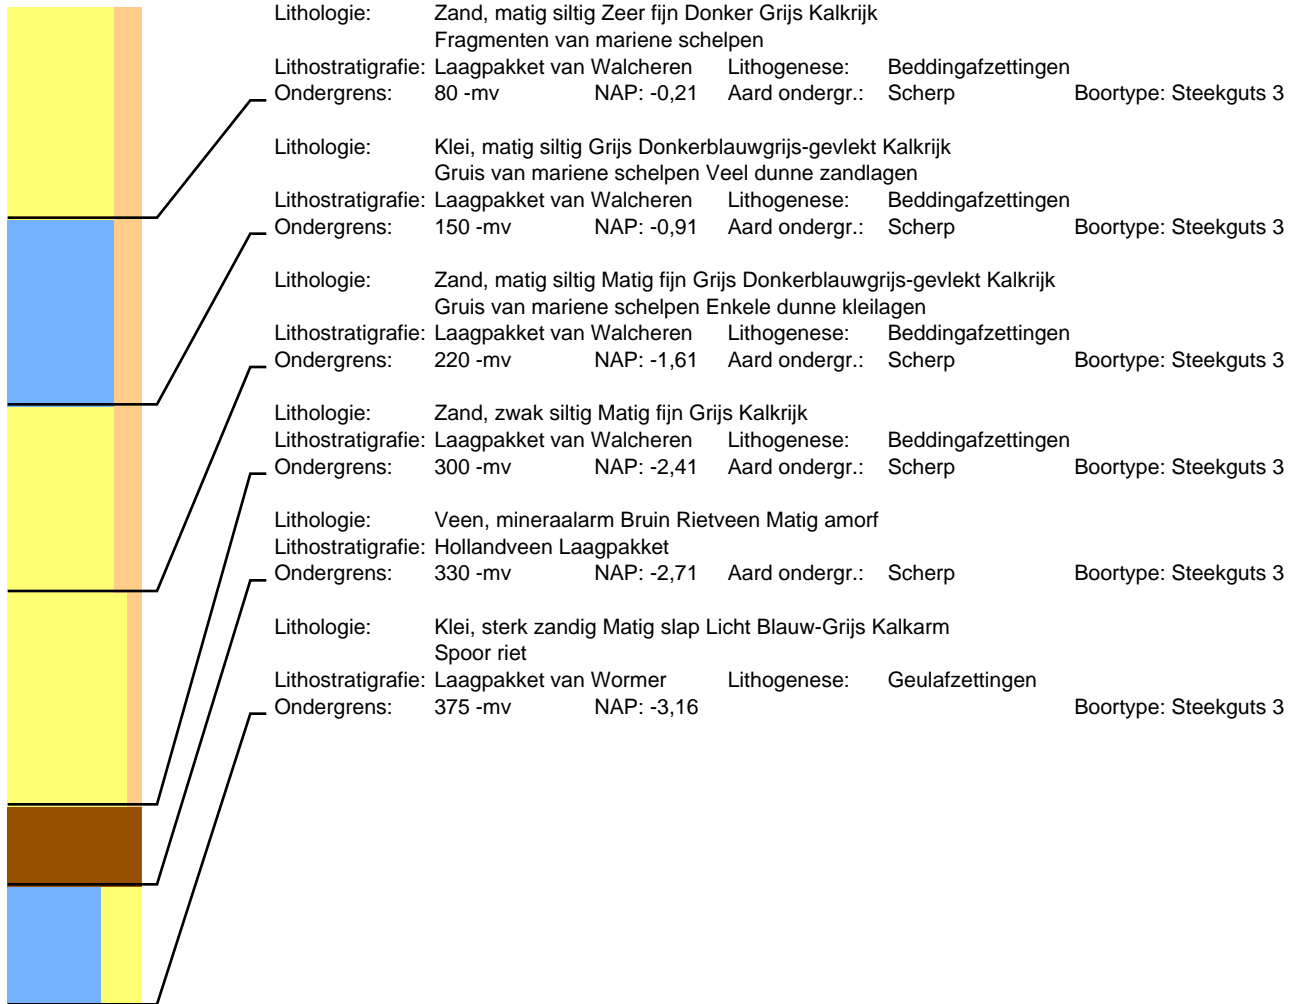 Lithologie: Zand, matig siltig Zeer fijn Donker Grijs Kalkrijk
Fragmenten van mariene schelpen
Lithostratigrafie: Laagpakket van Walcheren Lithogenese: Beddingafzettingen
Ondergrens: 80 -mv NAP: -0,21 Aard ondergr.: Scherp Boortype: Steekguts 3
Lithologie: Klei, matig siltig Grijs Donkerblauwgrijs-gevlekt Kalkrijk
Gruis van mariene schelpen Veel dunne zandlagen
Lithostratigrafie: Laagpakket van Walcheren Lithogenese: Beddingafzettingen
Ondergrens: 150 -mv NAP: -0,91 Aard ondergr.: Scherp Boortype: Steekguts 3
Lithologie: Zand, matig siltig Matig fijn Grijs Donkerblauwgrijs-gevlekt Kalkrijk
Gruis van mariene schelpen Enkele dunne kleilagen
Lithostratigrafie: Laagpakket van Walcheren Lithogenese: Beddingafzettingen
Ondergrens: 220 -mv NAP: -1,61 Aard ondergr.: Scherp Boortype: Steekguts 3
Lithologie: Zand, zwak siltig Matig fijn Grijs Kalkrijk
Lithostratigrafie: Laagpakket van Walcheren Lithogenese: Beddingafzettingen
Ondergrens: 300 -mv NAP: -2,41 Aard ondergr.: Scherp Boortype: Steekguts 3
Lithologie: Veen, mineraalarm Bruin Rietveen Matig amorf
Lithostratigrafie: Hollandveen Laagpakket
Ondergrens: 330 -mv NAP: -2,71 Aard ondergr.: Scherp Boortype: Steekguts 3
Lithologie: Klei, sterk zandig Matig slap Licht Blauw-Grijs Kalkarm
Spoor riet
Lithostratigrafie: Laagpakket van Wormer Lithogenese: Geulafzettingen
Ondergrens: 375 -mv NAP: -3,16 Boortype: Steekguts 3